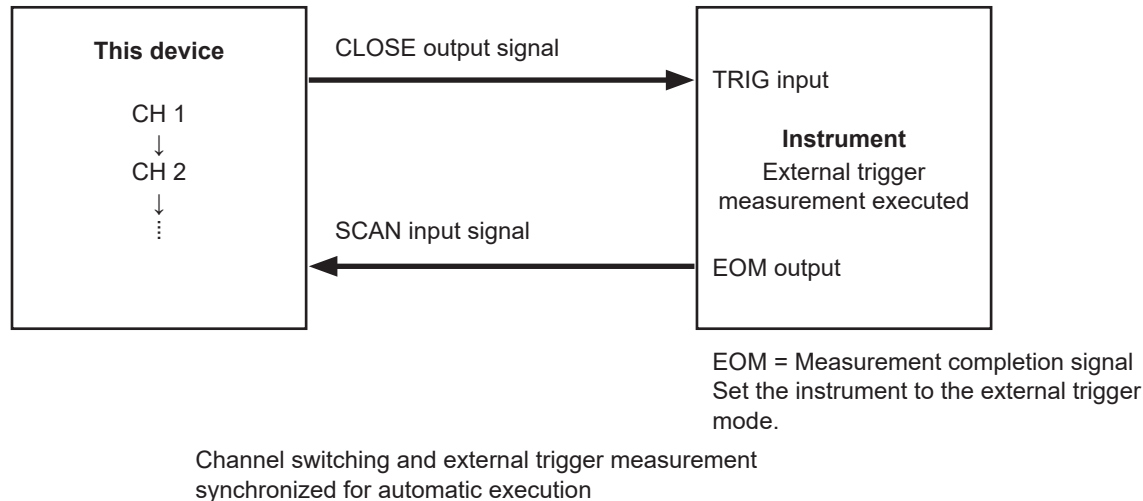 This device
CH 1
↓
CH 2
↓
CLOSE output signal
SCAN input signal
TRIG input
Instrument
External trigger
measurement executed
EOM output
EOM = Measurement completion signal
Set the instrument to the external trigger
mode.
Channel switching and external trigger measurement
synchronized for automatic execution